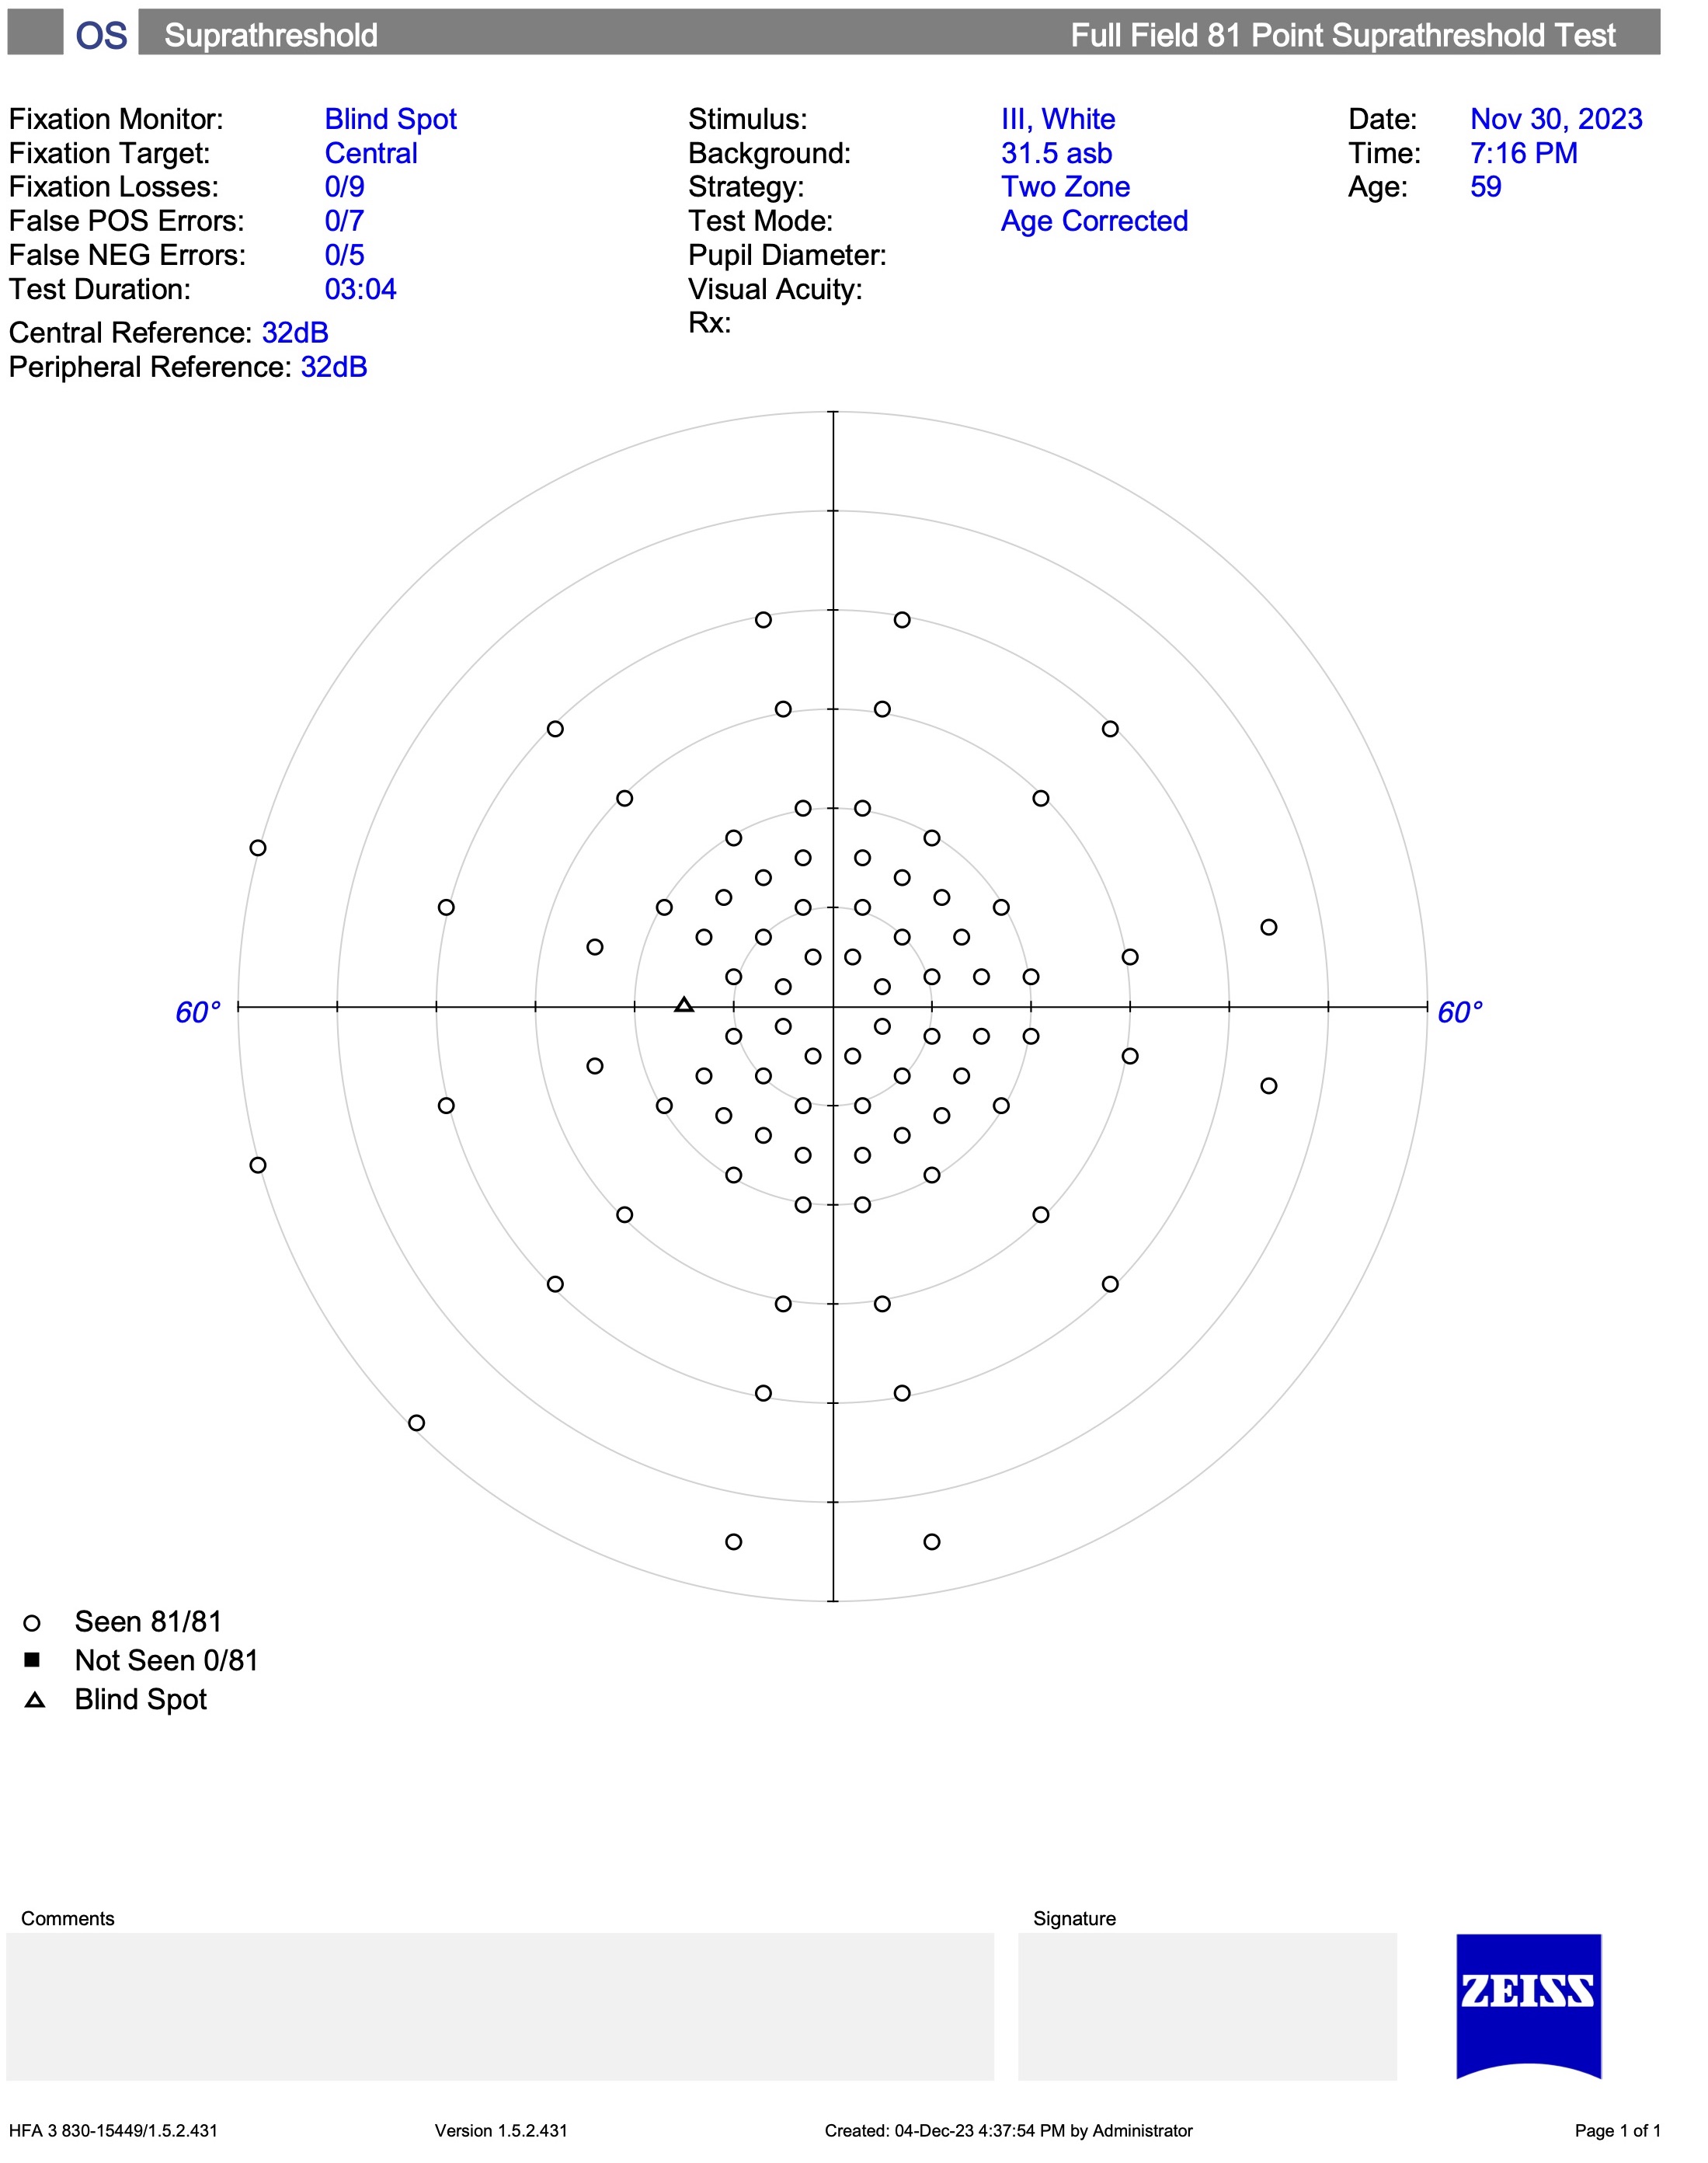 OS Suprathreshold Full Field 81 Point Suprathreshold Test
Fixation Monitor: Blind Spot Stimulus: III, White Date: Nov 30, 2023
Fixation Target: Central Background: 31.5 asb Time: 7:16 PM
Fixation Losses: 0/9 Strategy: Two Zone Age: 59
False POS Errors: 0/7 Test Mode: Age Corrected
False NEG Errors: 0/5 Pupil Diameter:
Test Duration: 03:04 Visual Acuity:
Rx:
Central Reference: 32dB
Peripheral Reference: 32dB
60° 60°
Seen 81/81
Not Seen 0/81
Blind Spot
Comments Signature
ZEISS
HFA 3 830-15449/1.5.2.431 Version 1.5.2.431 Created: 04-Dec-23 4:37:54 PM by Administrator Page 1 of 1